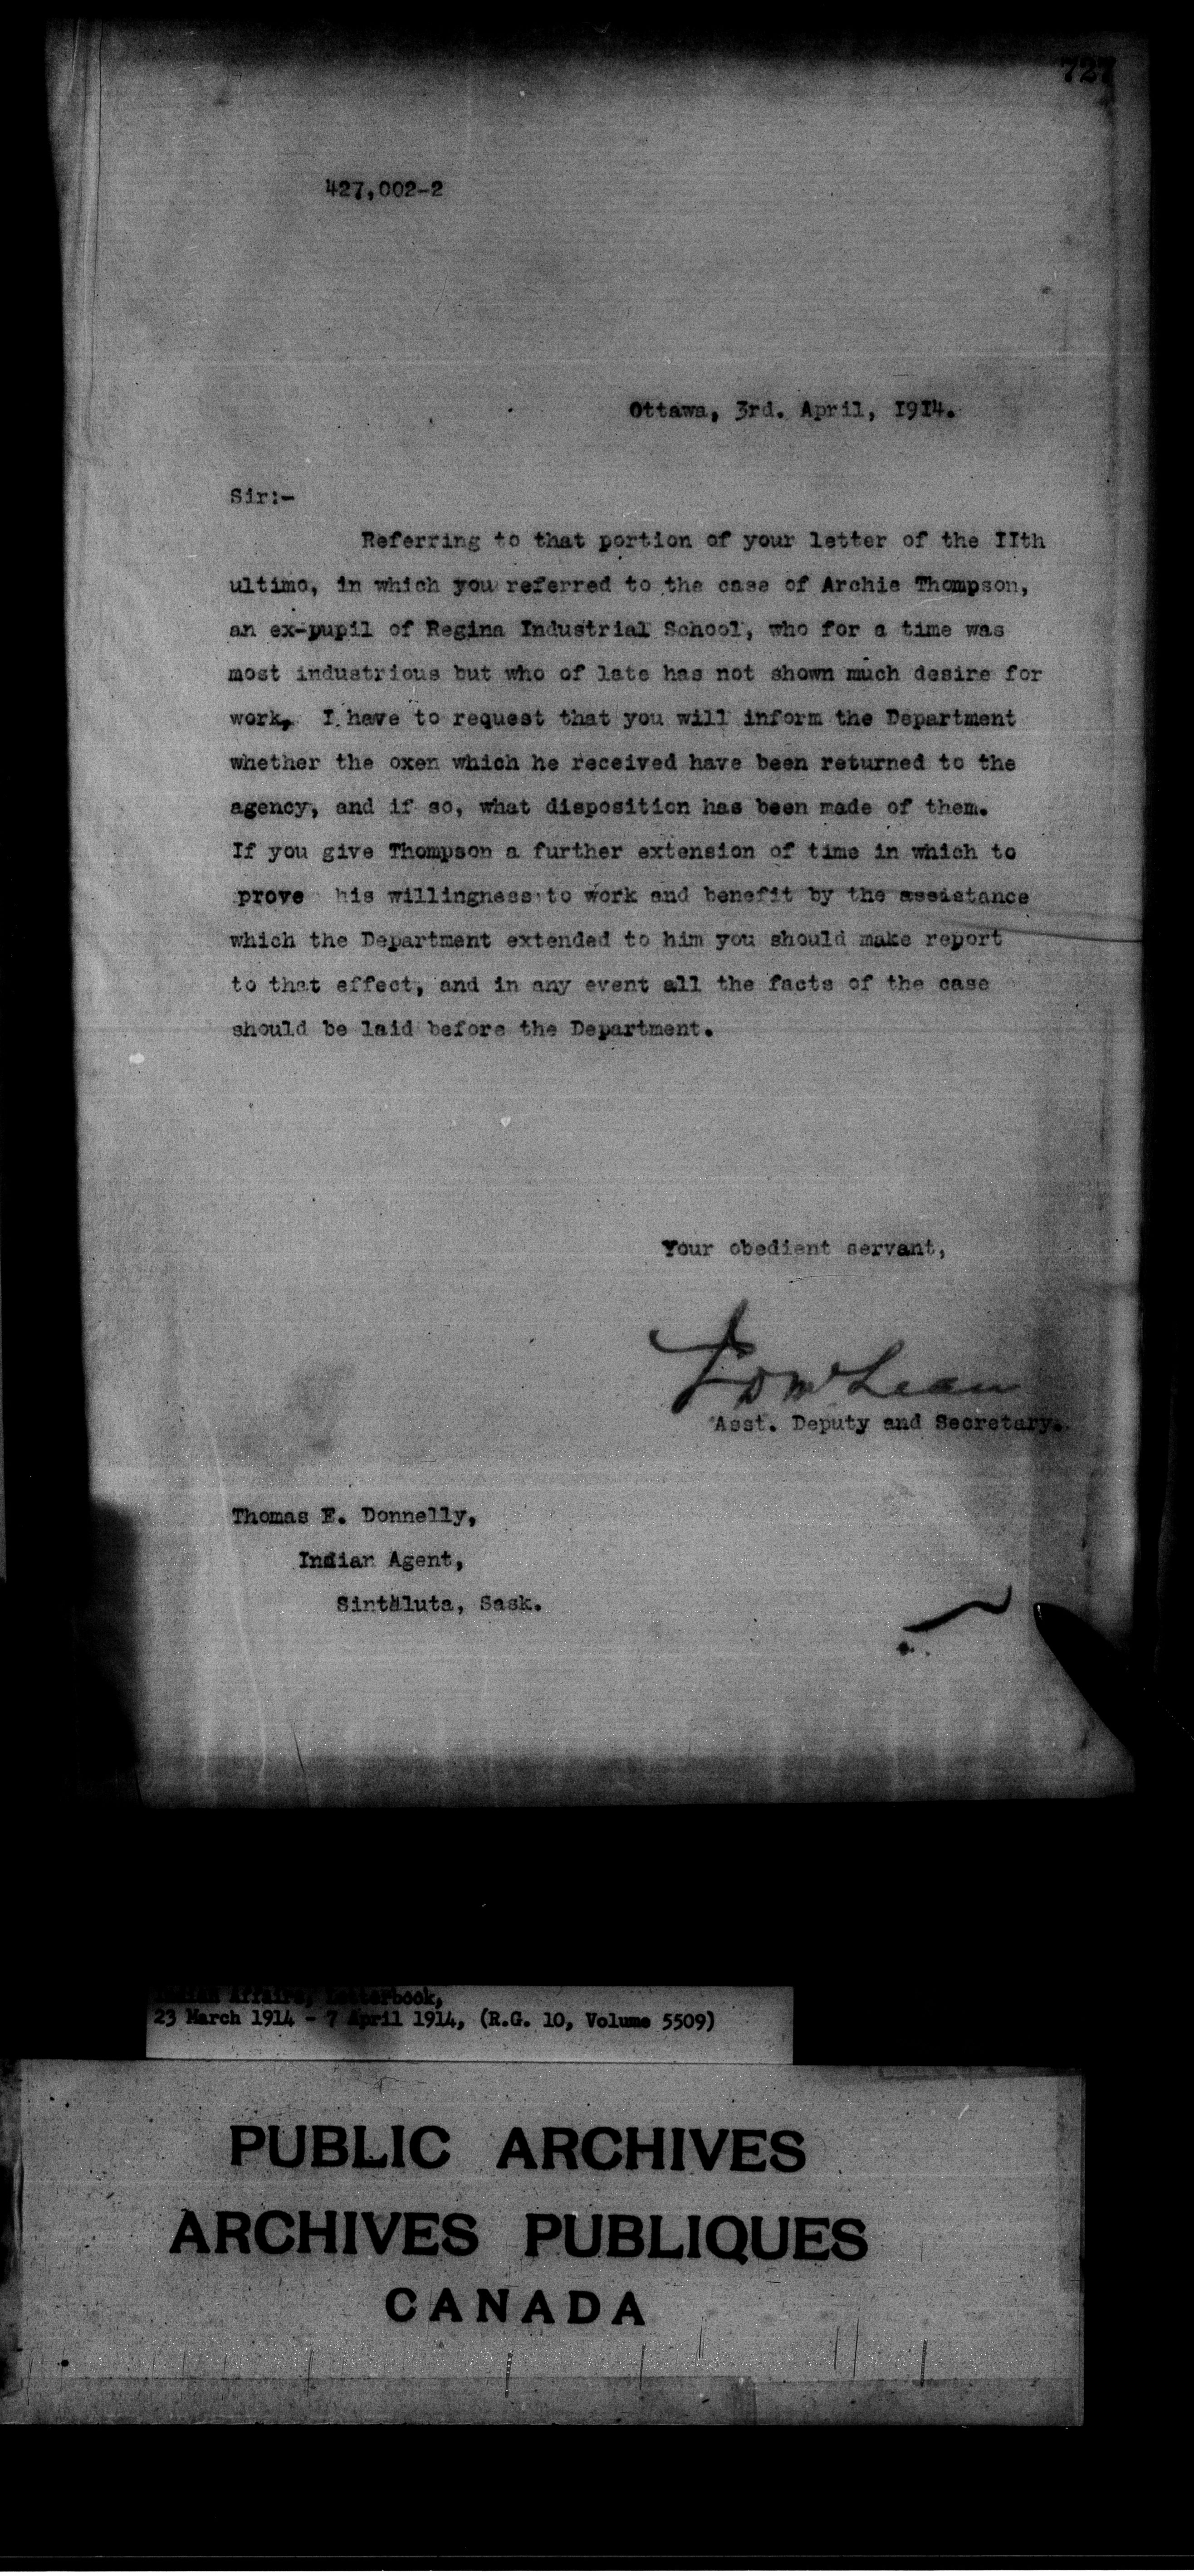 727
427,002-2
Ottawa, 3rd. April, 1914.
Sir:-
Referring to that portion of your letter of the IIth
ultimo, in which you referred to the case of Archie Thompson,
an ex-pupil of Regina Industrial School, who for a time was
most industrious but who of late has not shown much desire for
work, I have to request that you will inform the Department
whether the oxen which he received have been returned to the
agency, and if so, what disposition has been made of them.
If you give Thompson a further extension of time in which to
prove his willingness to work and benefit by the assistance
which the Department extended to him you should make report
to that effect, and in any event all the facts of the case
should be laid before the Department.
Your obedient servant,
J D McLean
Asst. Deputy and Secretary.
Thomas E. Donnelly,
Indian Agent,
Sintaluta, Sask.
Indian Affairs, Letterbook,
23 March 1914 - 7 April 1914, (R.G. 10, Volume 5509)
PUBLIC ARCHIVES
ARCHIVES PUBLIQUES
CANADA